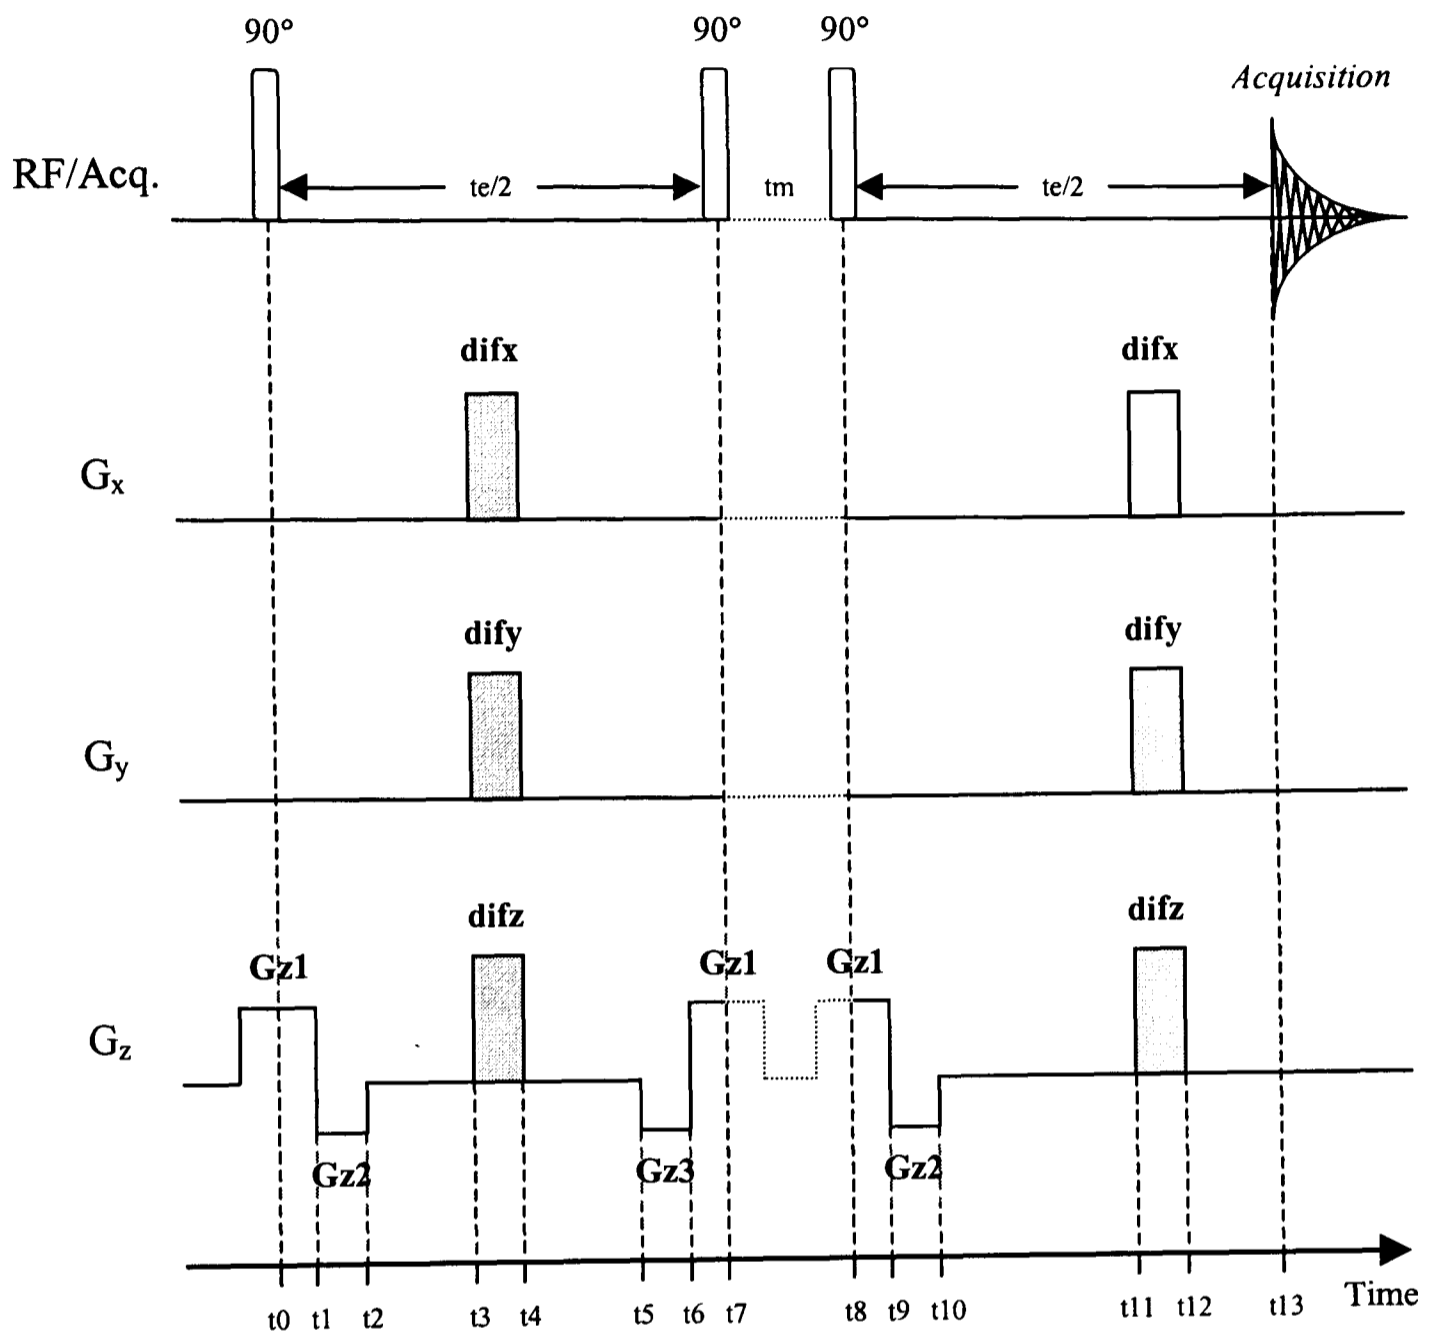 90° 90° 90°
Acquisition
RF/Acq. te/2 tm te/2
difx difx
Gx
dify dify
Gy
difz difz
Gz1 Gz1 Gz1
Gz
Gz2 Gz3 Gz2
Time
t0 t1 t2 t3 t4 t5 t6 t7 t8 t9 t10 t11 t12 t13